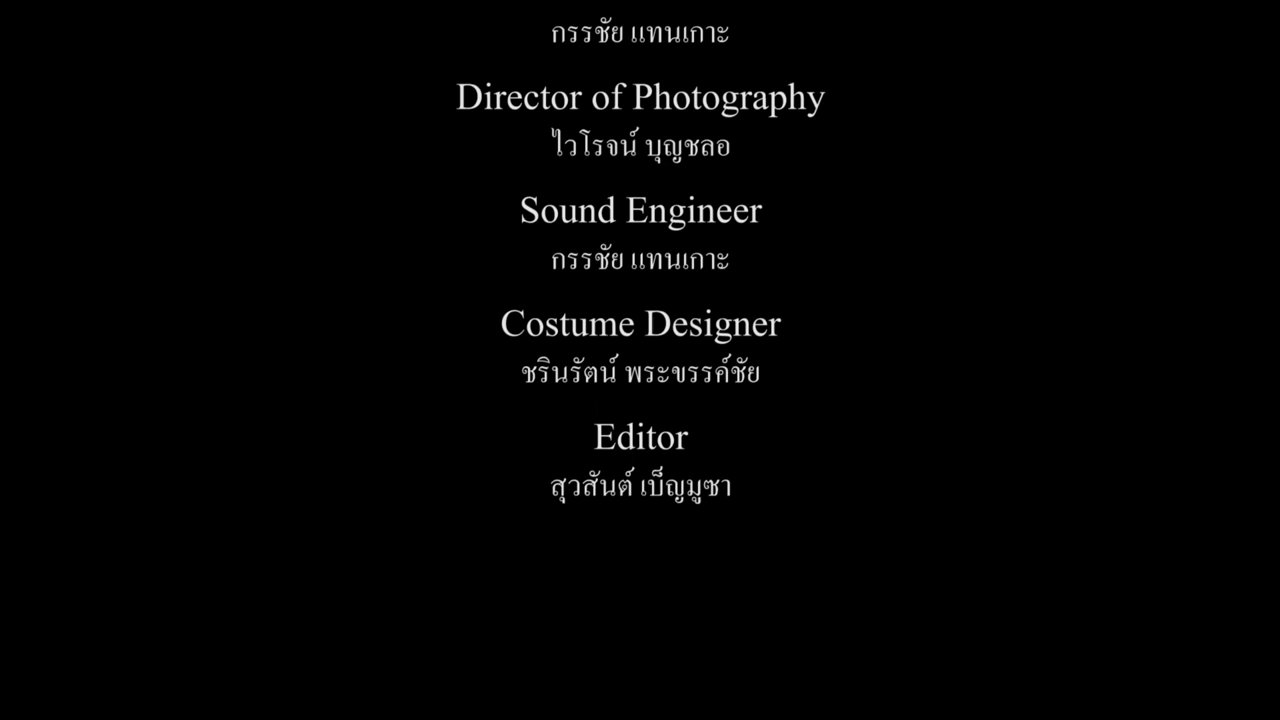 กรรชัย แทนเกาะ
Director of Photography
ไวโรจน์ บุญชลอ
Sound Engineer
กรรชัย แทนเกาะ
Costume Designer
ชรินรัตน์ พระขรรค์ชัย
Editor
สุวสันต์ เบ็ญมูซา